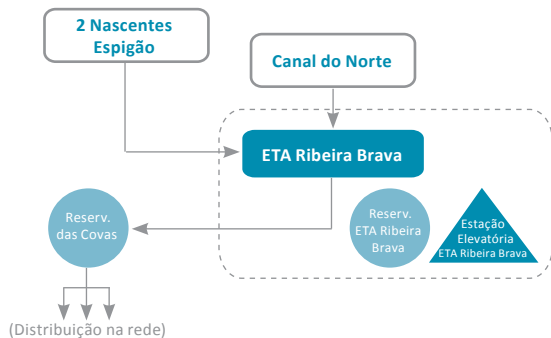 2 Nascentes
Espigão
Canal do Norte
ETA Ribeira Brava
Reserv.
das Covas
Reserv.
ETA Ribeira
Brava
Estação
Elevatória
ETA Ribeira Brava
(Distribuição na rede)